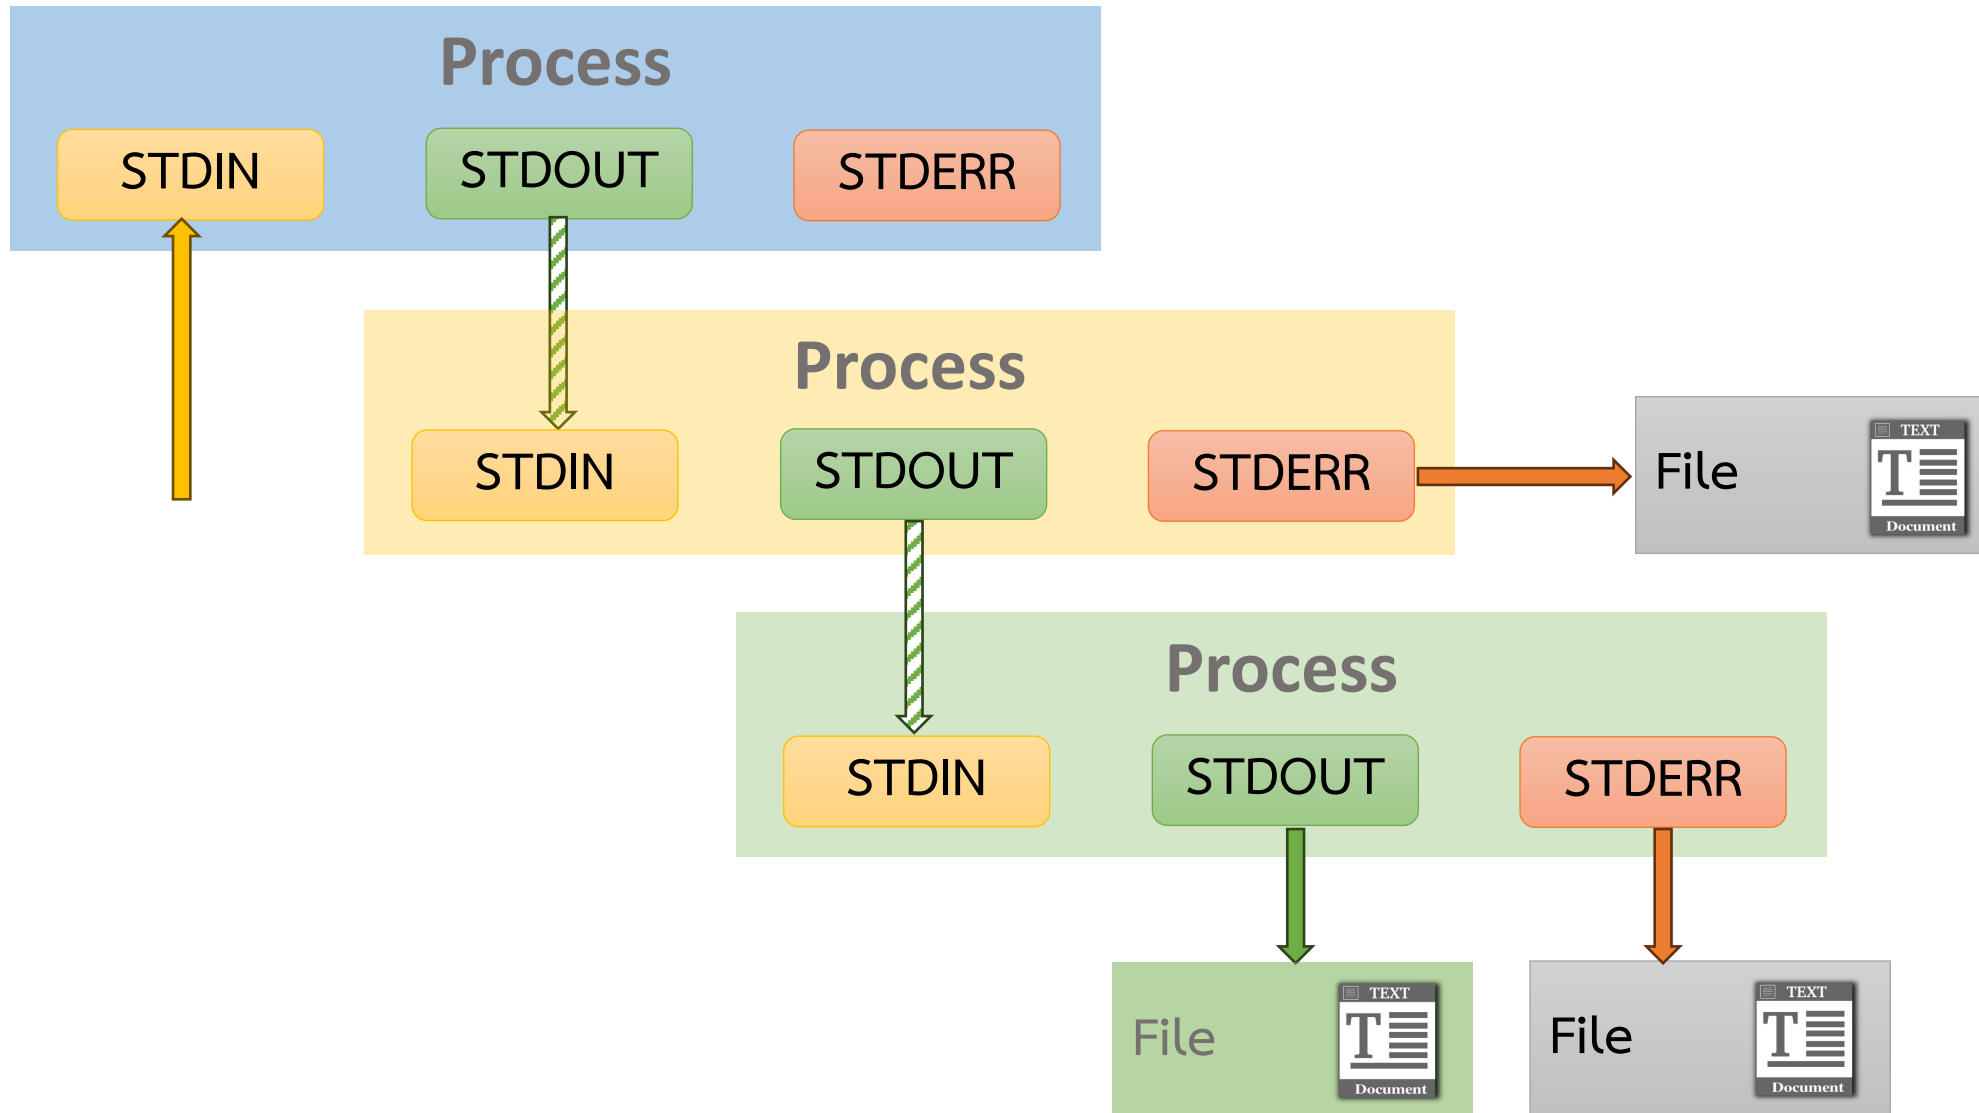 Process
STDIN
STDOUT
STDERR
Process
STDIN
STDOUT
STDERR
File
TEXT
T
Document
Process
STDIN
STDOUT
STDERR
File
TEXT
T
Document
File
TEXT
T
Document